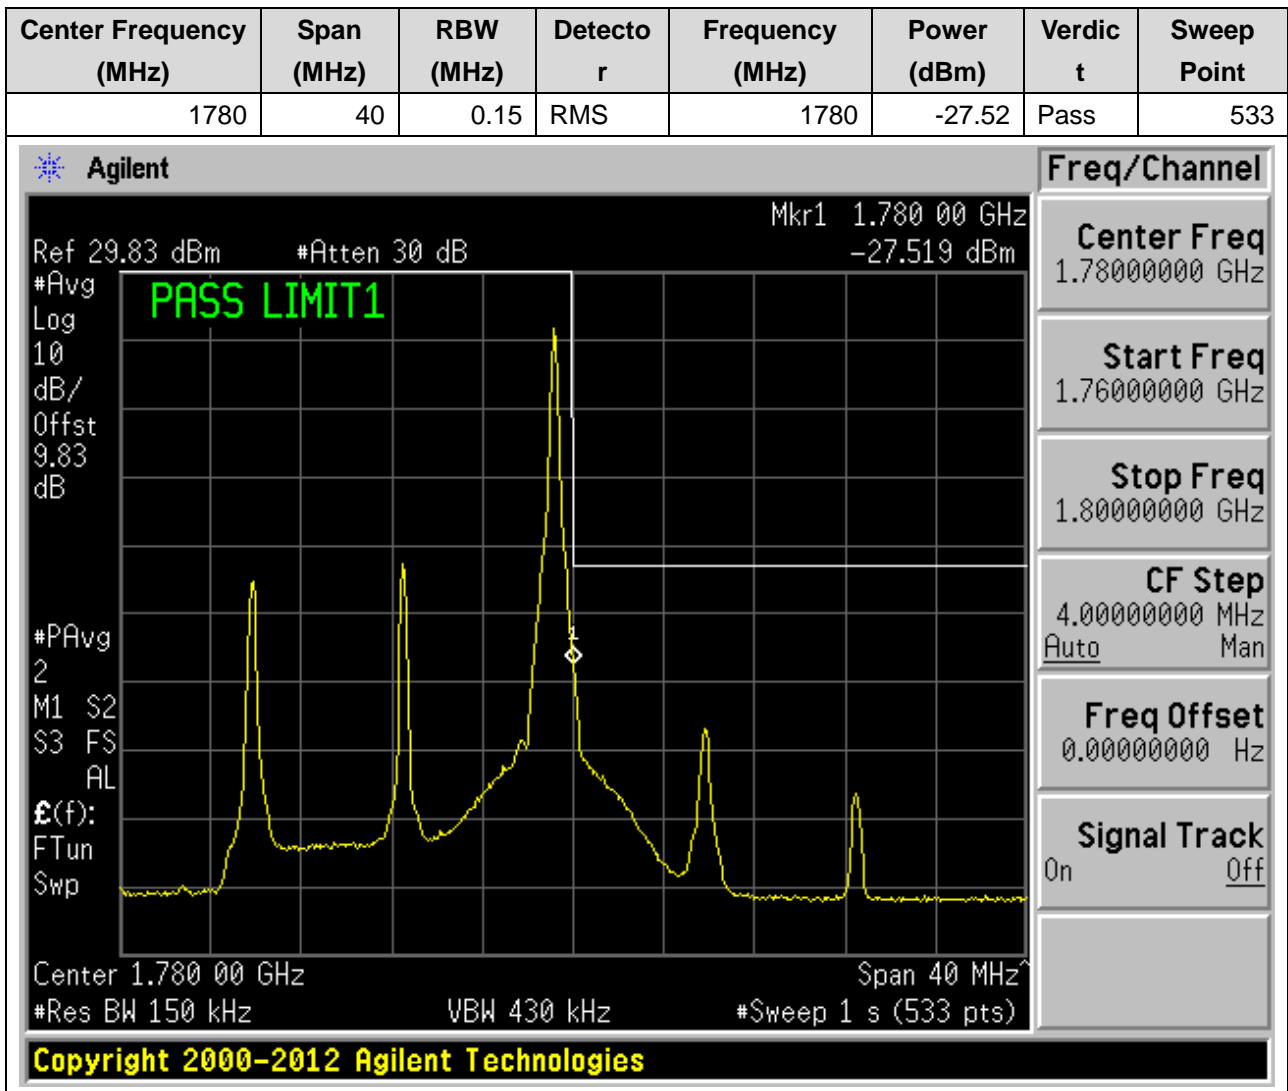 Center Frequency (MHz) Span (MHz) RBW (MHz) Detecto r Frequency (MHz) Power (dBm) Verdic t Sweep Point
1780 40 0.15 RMS 1780 -27.52 Pass 533
Agilent
Freq/Channel
Mkr1 1.780 00 GHz
Ref 29.83 dBm #Atten 30 dB -27.519 dBm
#Avg
Log
10
dB/
Offst
9.83
dB
PASS LIMIT1
1
#PAvg
2
M1 S2
S3 FS
AL
£(f):
FTun
Swp
Center 1.780 00 GHz Span 40 MHz^
#Res BW 150 kHz VBW 430 kHz #Sweep 1 s (533 pts)
Center Freq
1.78000000 GHz
Start Freq
1.76000000 GHz
Stop Freq
1.80000000 GHz
CF Step
4.00000000 MHz
Auto Man
Freq Offset
0.00000000 Hz
Signal Track
On Off
Copyright 2000-2012 Agilent Technologies